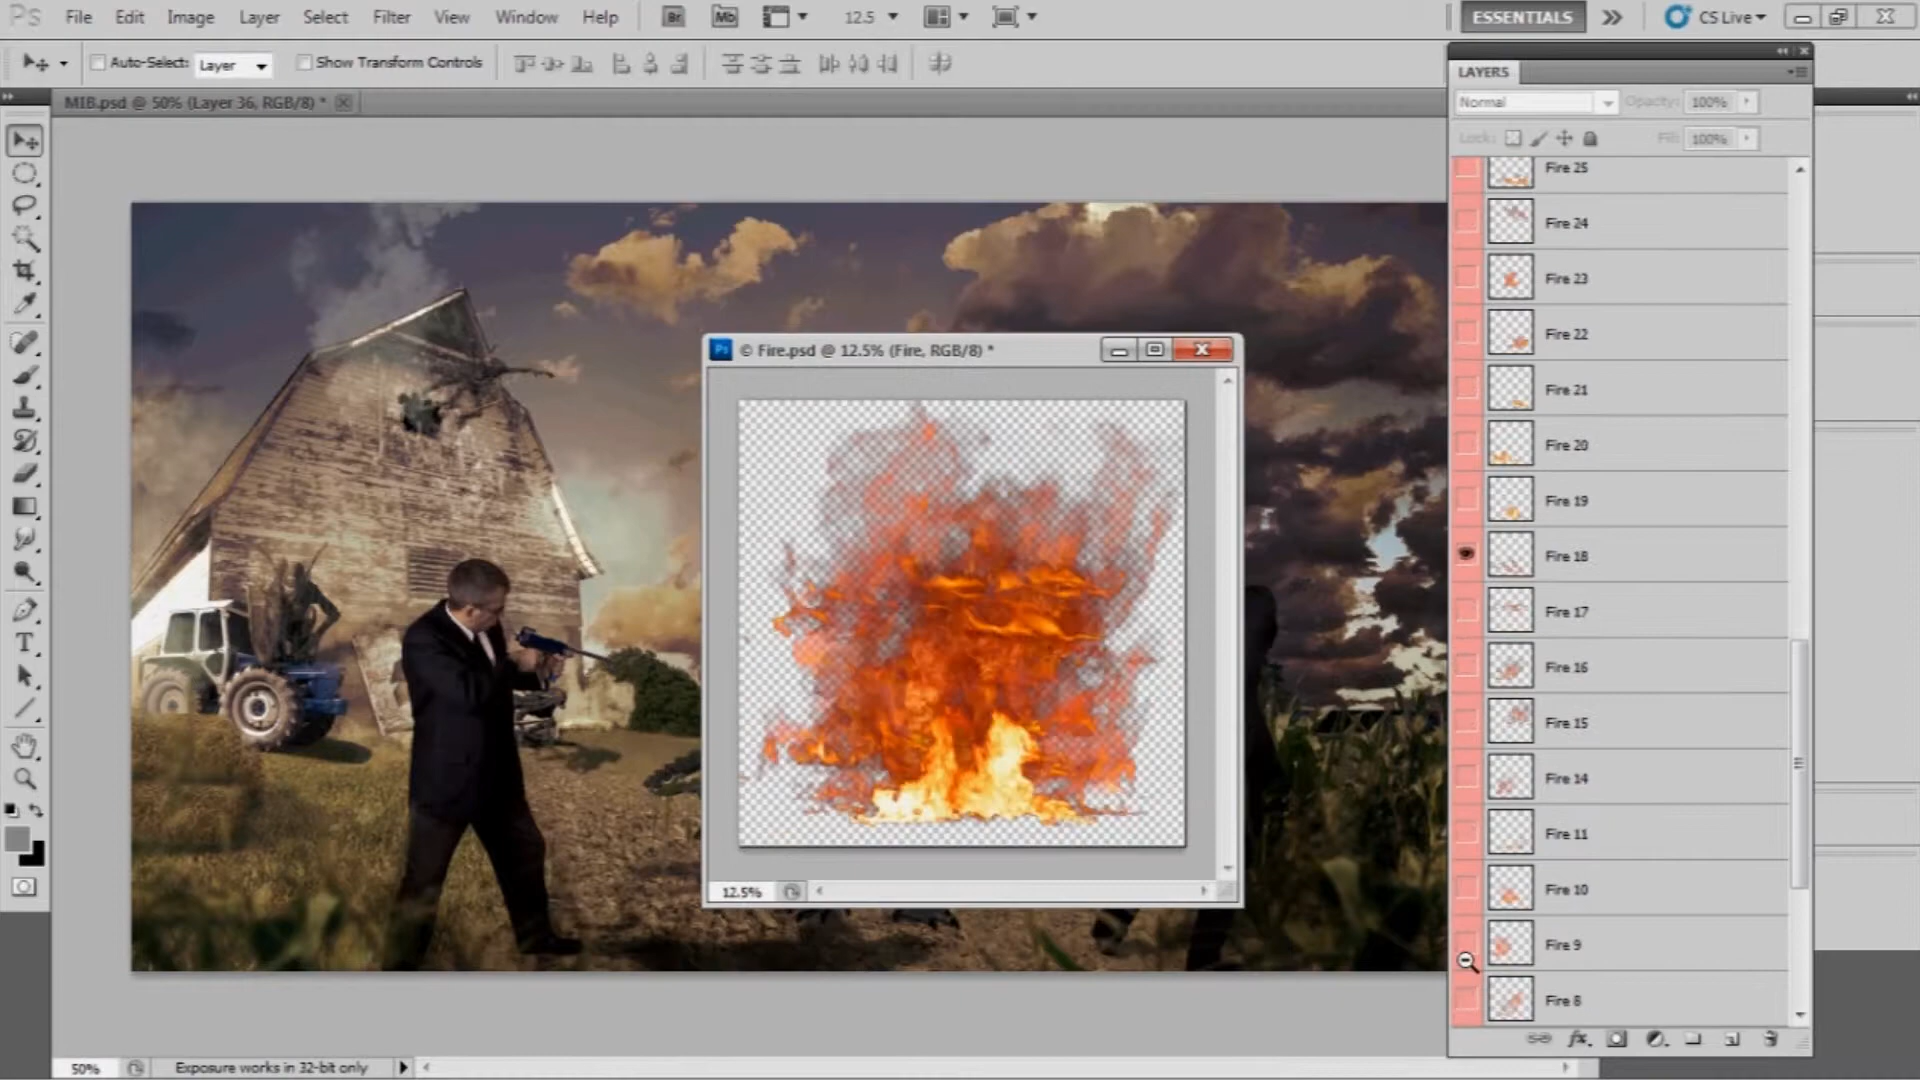 Ps File Edit Image Layer Select Filter View Window Help Br Mb 12.5 ESSENTIALS CS Live
Auto-Select: Layer Show Transform Controls
MIB.psd @ 50% (Layer 36, RGB/8) *
LAYERS
Normal Opacity: 100%
Lock: Fill: 100%
Fire 25
Fire 24
Fire 23
Fire 22
Fire 21
Fire 20
Fire 19
Fire 18
Fire 17
Fire 16
Fire 15
Fire 14
Fire 11
Fire 10
Fire 9
Fire 8
Ps © Fire.psd @ 12.5% (Fire, RGB/8) *
12.5%
50% Exposure works in 32-bit only